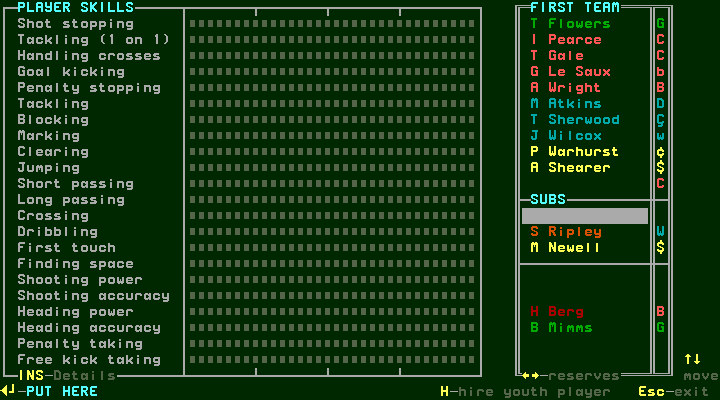 PLAYER SKILLS
Shot stopping
Tackling (1 on 1)
Handling crosses
Goal kicking
Penalty stopping
Tackling
Blocking
Marking
Clearing
Jumping
Short passing
Long passing
Crossing
Dribbling
First touch
Finding space
Shooting power
Shooting accuracy
Heading power
Heading accuracy
Penalty taking
Free kick taking
INS—Details
↵—PUT HERE
FIRST TEAM
T Flowers G
I Pearce C
T Gale C
G Le Saux b
A Wright B
M Atkins D
T Sherwood Ç
J Wilcox w
P Warhurst ¢
A Shearer $
C
SUBS
S Ripley W
M Newell $
H Berg B
B Mimms G
←→—reserves
↑↓ move
H—hire youth player
Esc—exit